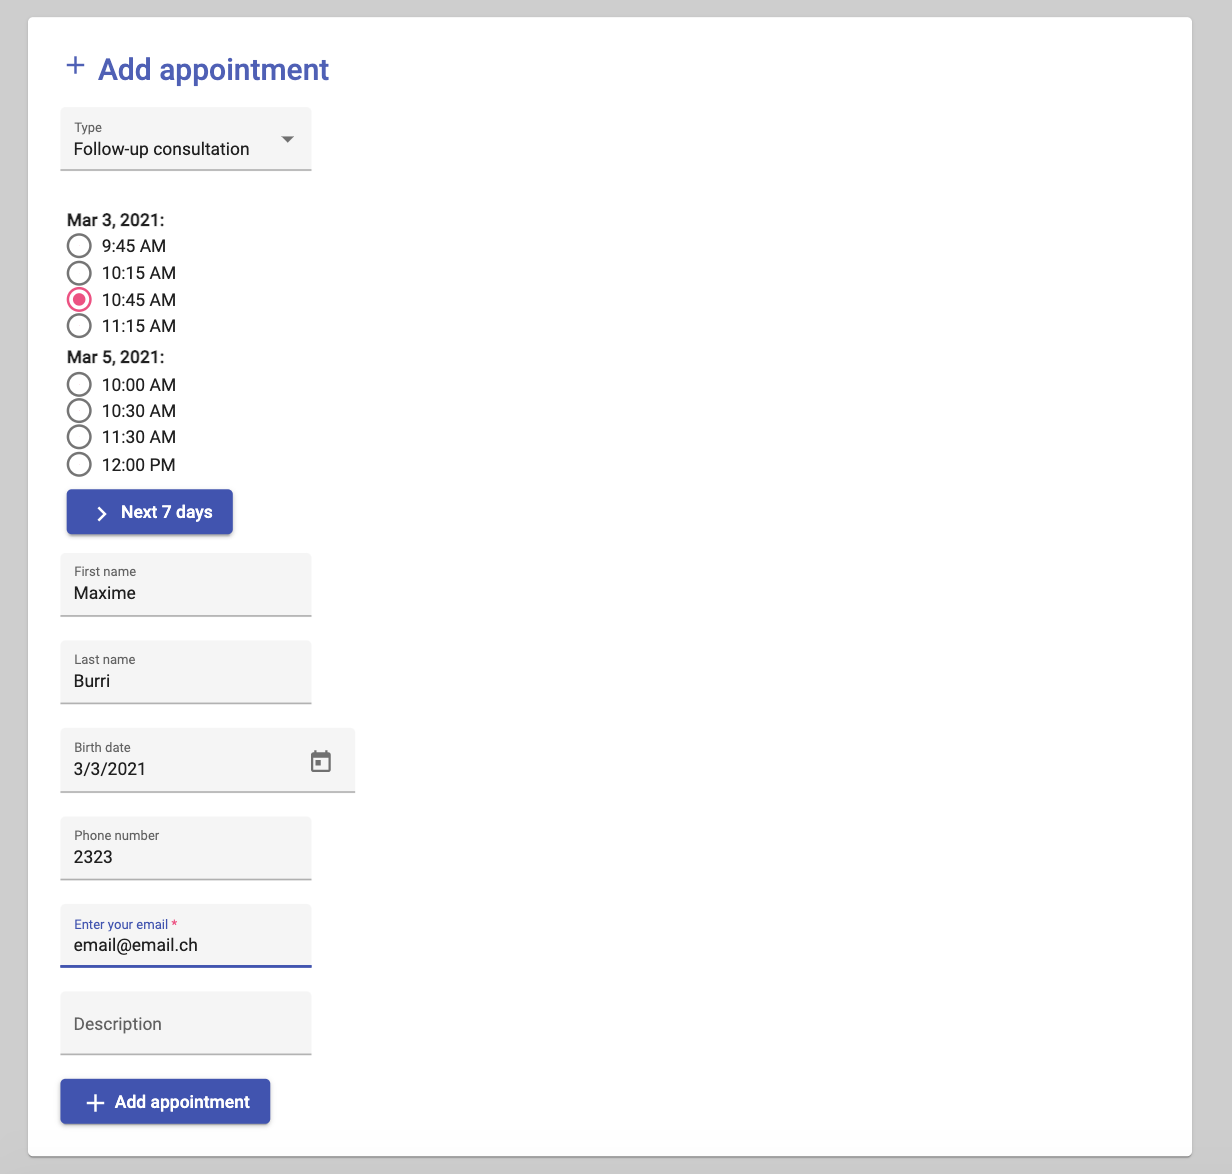 + Add appointment
Type
Follow-up consultation
Mar 3, 2021:
9:45 AM
10:15 AM
10:45 AM
11:15 AM
Mar 5, 2021:
10:00 AM
10:30 AM
11:30 AM
12:00 PM
Next 7 days
First name
Maxime
Last name
Burri
Birth date
3/3/2021
Phone number
2323
Enter your email *
email@email.ch
Description
+ Add appointment